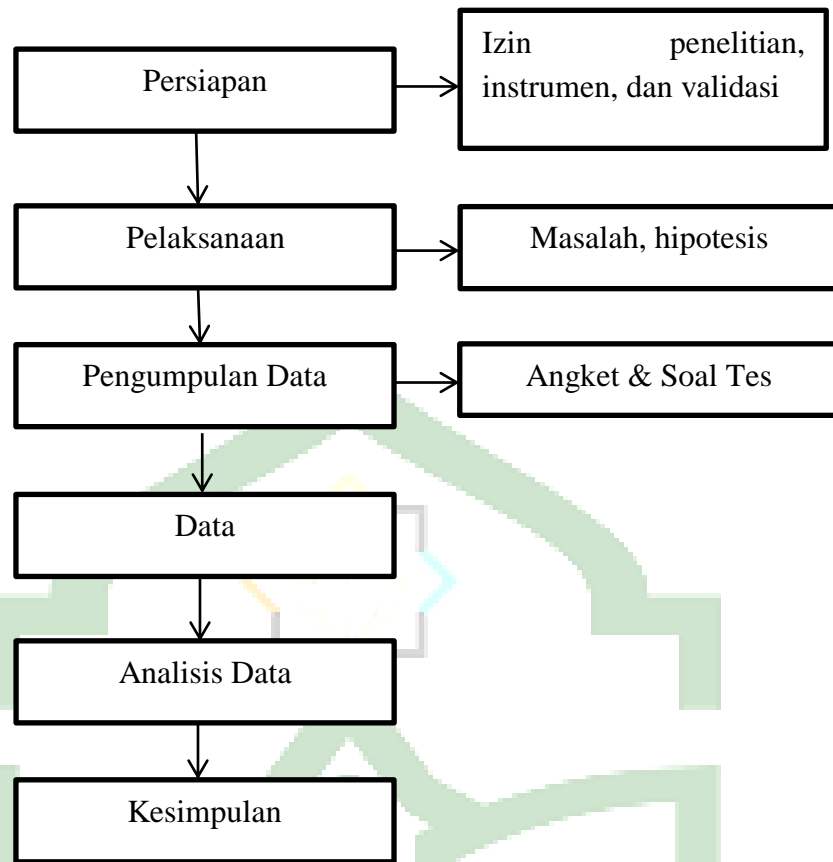 Persiapan
Izin penelitian,
instrumen, dan validasi
Pelaksanaan
Masalah, hipotesis
Pengumpulan Data
Angket & Soal Tes
Data
Analisis Data
Kesimpulan